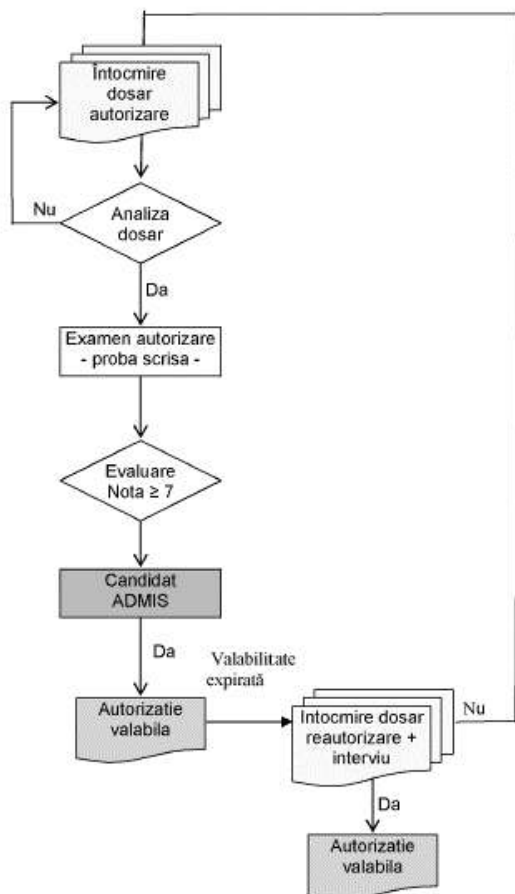 Întocmire
dosar
autorizare
Nu
Analiza
dosar
Da
Examen autorizare
- proba scrisa -
Evaluare
Nota ≥ 7
Candidat
ADMIS
Da
Valabilitate
expirată
Autorizatie
valabila
Intocmire dosar
reautorizare +
interviu
Nu
Da
Autorizatie
valabila